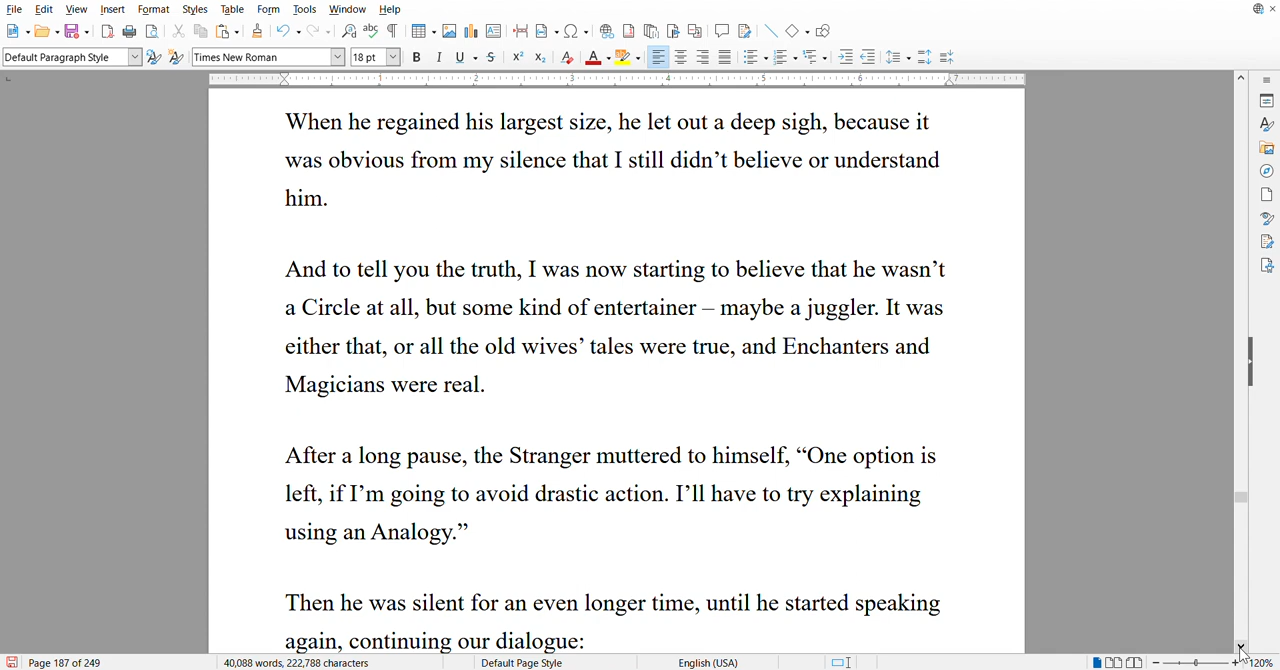 File Edit View Insert Format Styles Table Form Tools Window Help
Default Paragraph Style Times New Roman 18 pt
1 2 3 4 5 6 7
When he regained his largest size, he let out a deep sigh, because it
was obvious from my silence that I still didn’t believe or understand
him.
And to tell you the truth, I was now starting to believe that he wasn’t
a Circle at all, but some kind of entertainer – maybe a juggler. It was
either that, or all the old wives’ tales were true, and Enchanters and
Magicians were real.
After a long pause, the Stranger muttered to himself, “One option is
left, if I’m going to avoid drastic action. I’ll have to try explaining
using an Analogy.”
Then he was silent for an even longer time, until he started speaking
again, continuing our dialogue:
Page 187 of 249 40,088 words, 222,788 characters Default Page Style English (USA) 120%